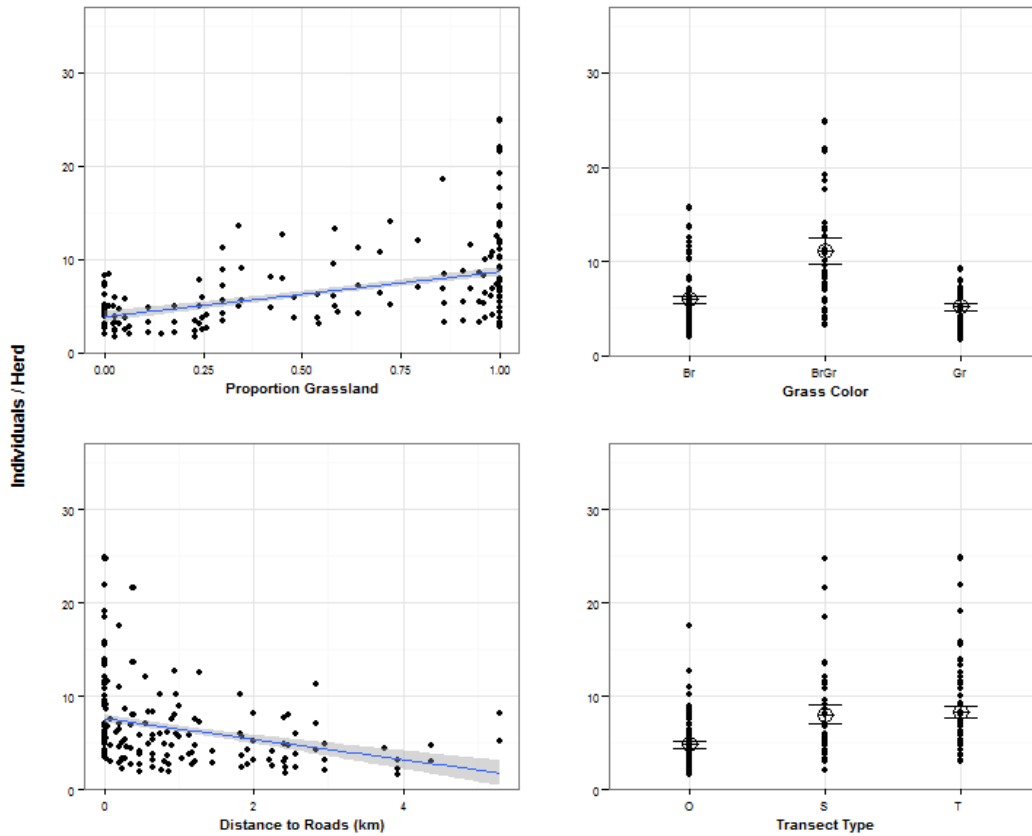 Individuals / Herd
30
20
10
0
0.00 0.25 0.50 0.75 1.00
Proportion Grassland
30
20
10
0
Br BrGr Gr
Grass Color
30
20
10
0
0 2 4
Distance to Roads (km)
30
20
10
0
O S T
Transect Type